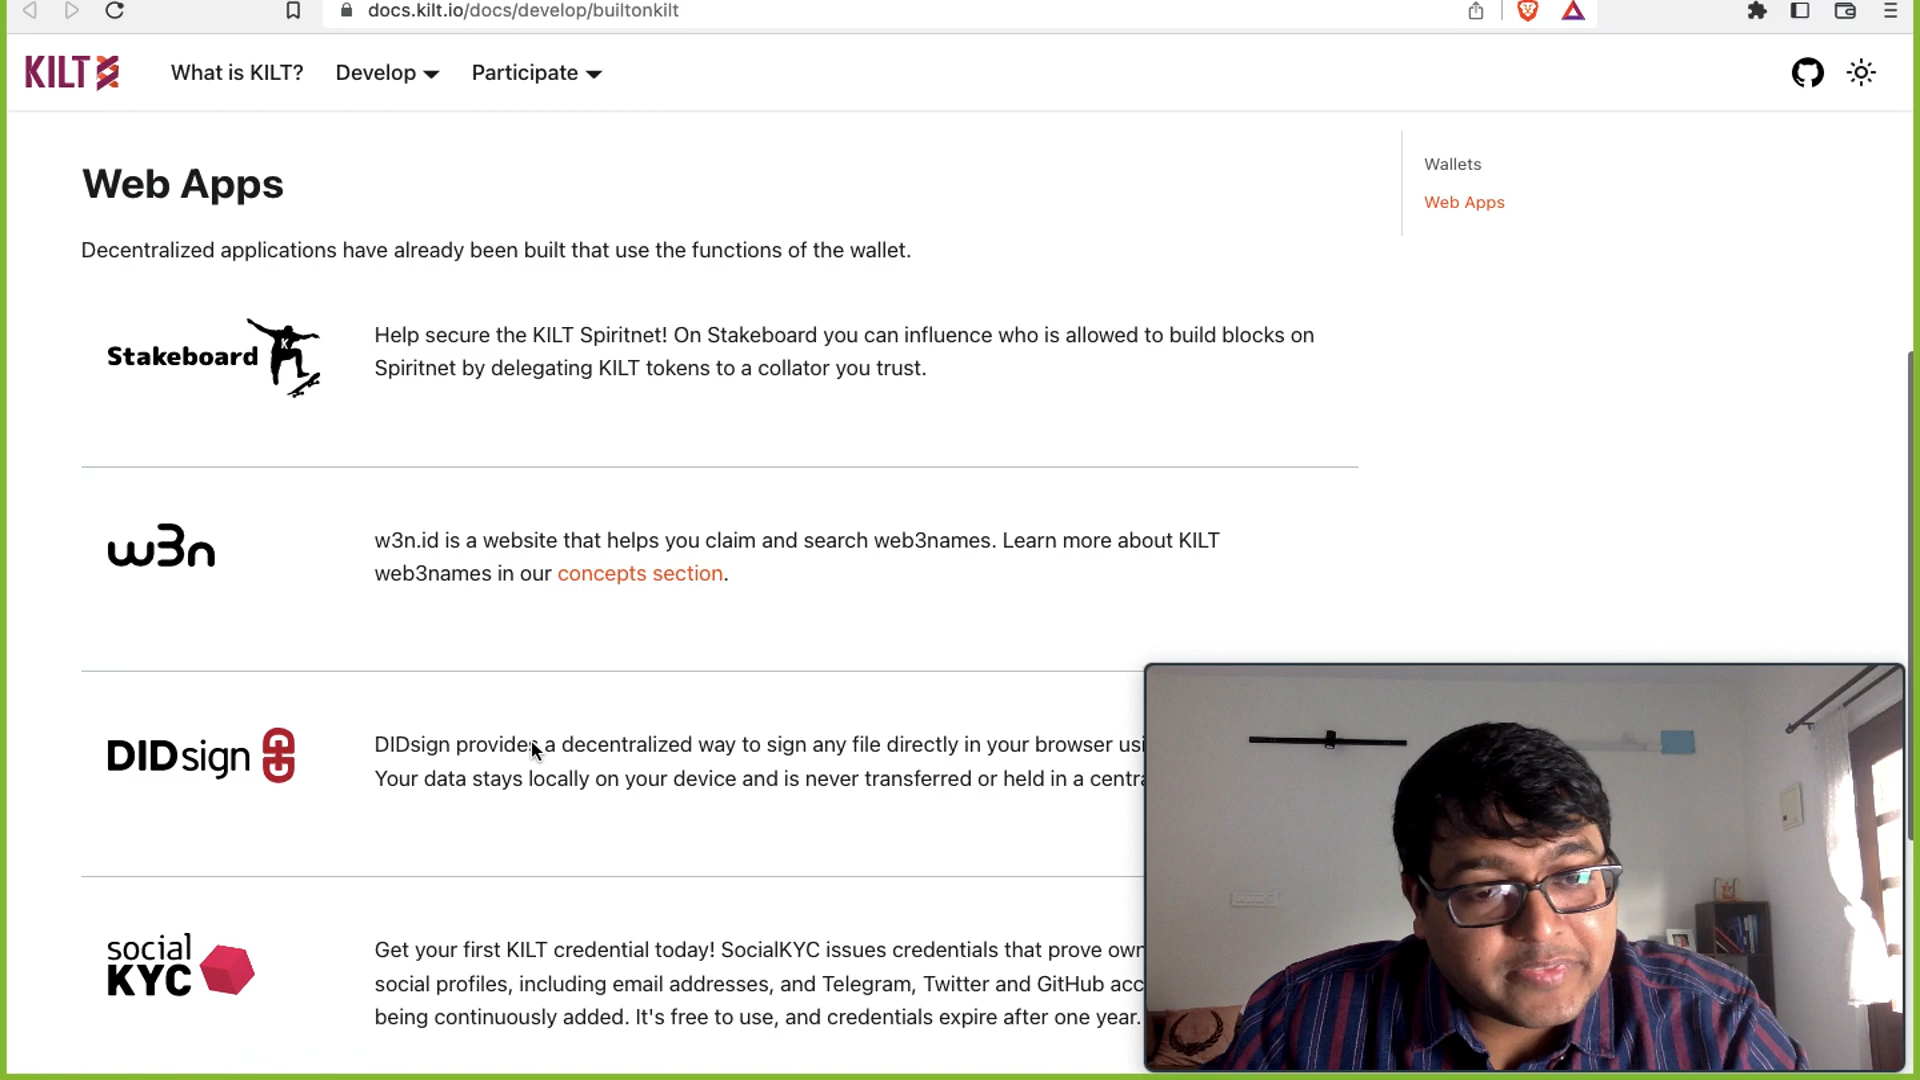 docs.kilt.io/docs/develop/builtonkilt
KILT
What is KILT?
Develop
Participate
Web Apps
Wallets
Web Apps
Decentralized applications have already been built that use the functions of the wallet.
Stakeboard
K
Help secure the KILT Spiritnet! On Stakeboard you can influence who is allowed to build blocks on
Spiritnet by delegating KILT tokens to a collator you trust.
w3n
w3n.id is a website that helps you claim and search web3names. Learn more about KILT
web3names in our concepts section.
DIDsign
DIDsign provides a decentralized way to sign any file directly in your browser usi
Your data stays locally on your device and is never transferred or held in a centra
social
KYC
Get your first KILT credential today! SocialKYC issues credentials that prove own
social profiles, including email addresses, and Telegram, Twitter and GitHub acc
being continuously added. It's free to use, and credentials expire after one year.